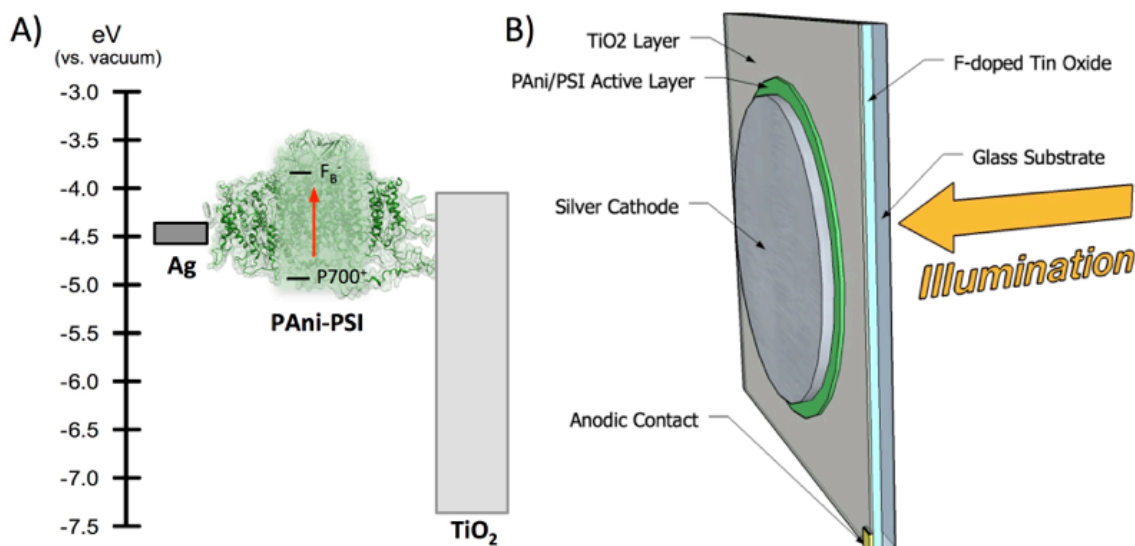 A)
eV
(vs. vacuum)
-3.0
-3.5
-4.0
-4.5
-5.0
-5.5
-6.0
-6.5
-7.0
-7.5
Ag
F_B^-
P700⁺
PAni-PSI
TiO₂
B)
TiO2 Layer
PAni/PSI Active Layer
Silver Cathode
Anodic Contact
F-doped Tin Oxide
Glass Substrate
Illumination